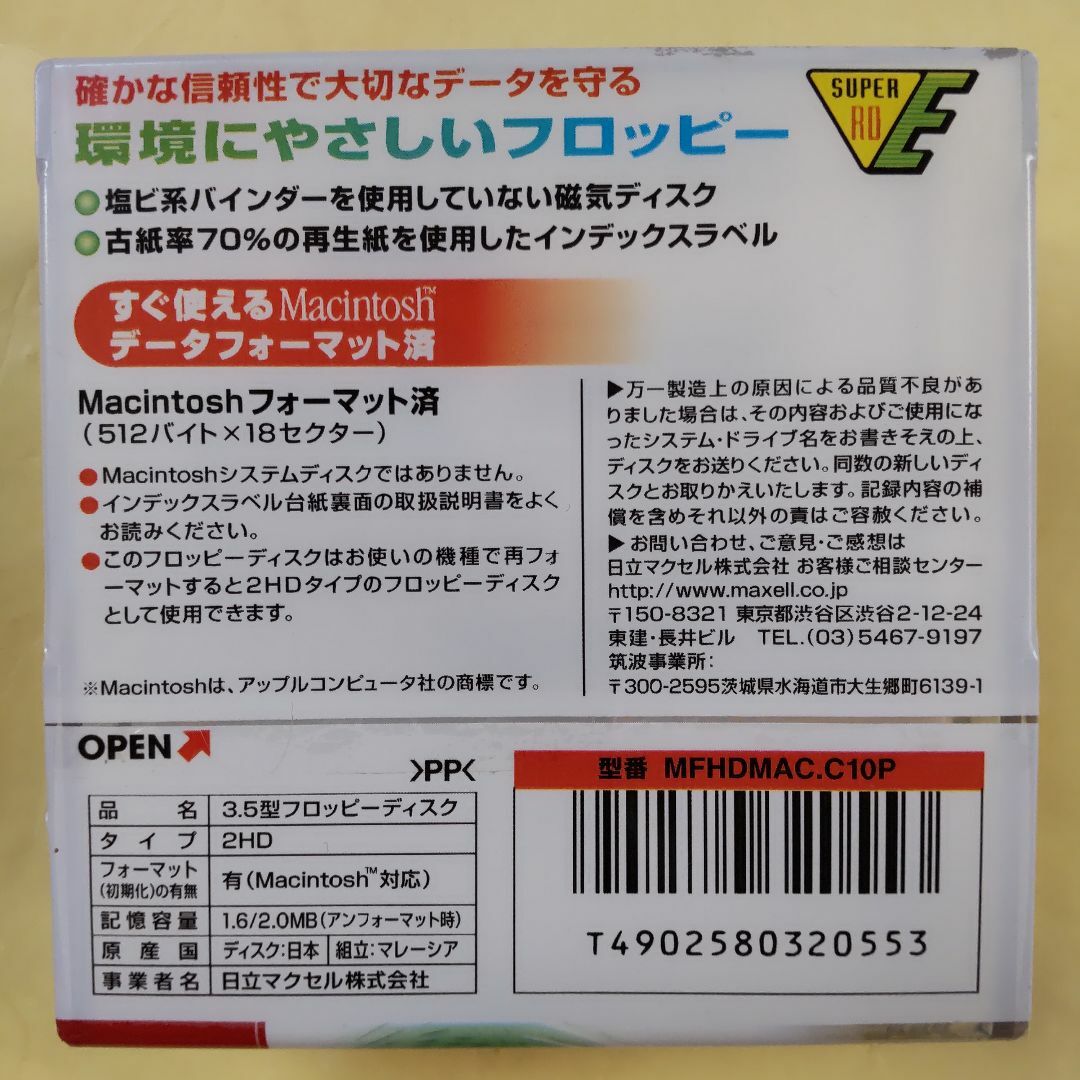 確かな信頼性で大切なデータを守る
環境にやさしいフロッピー
SUPER
RD
E
塩ビ系バインダーを使用していない磁気ディスク
古紙率70%の再生紙を使用したインデックスラベル
すぐ使えるMacintosh™
データフォーマット済
Macintoshフォーマット済
(512バイト×18セクター)
●Macintoshシステムディスクではありません。
●インデックスラベル台紙裏面の取扱説明書をよく
お読みください。
●このフロッピーディスクはお使いの機種で再フォ
ーマットすると2HDタイプのフロッピーディスク
として使用できます。
※Macintoshは、アップルコンピュータ社の商標です。
▶万一製造上の原因による品質不良があ
りました場合は、その内容およびご使用にな
ったシステム・ドライブ名をお書きそえの上、
ディスクをお送りください。同数の新しいディ
スクとお取りかえいたします。記録内容の補
償を含めそれ以外の責はご容赦ください。
▶お問い合わせ、ご意見・ご感想は
日立マクセル株式会社 お客様ご相談センター
http://www.maxell.co.jp
〒150-8321 東京都渋谷区渋谷2-12-24
東建・長井ビル TEL.(03)5467-9197
筑波事業所:
〒300-2595茨城県水海道市大生郷町6139-1
OPEN
>PP<
品名 3.5型フロッピーディスク
タイプ 2HD
フォーマット
(初期化)の有無 有(Macintosh™対応)
記憶容量 1.6/2.0MB(アンフォーマット時)
原産国 ディスク:日本 組立:マレーシア
事業者名 日立マクセル株式会社
型番 MFHDMAC.C10P
T4902580320553